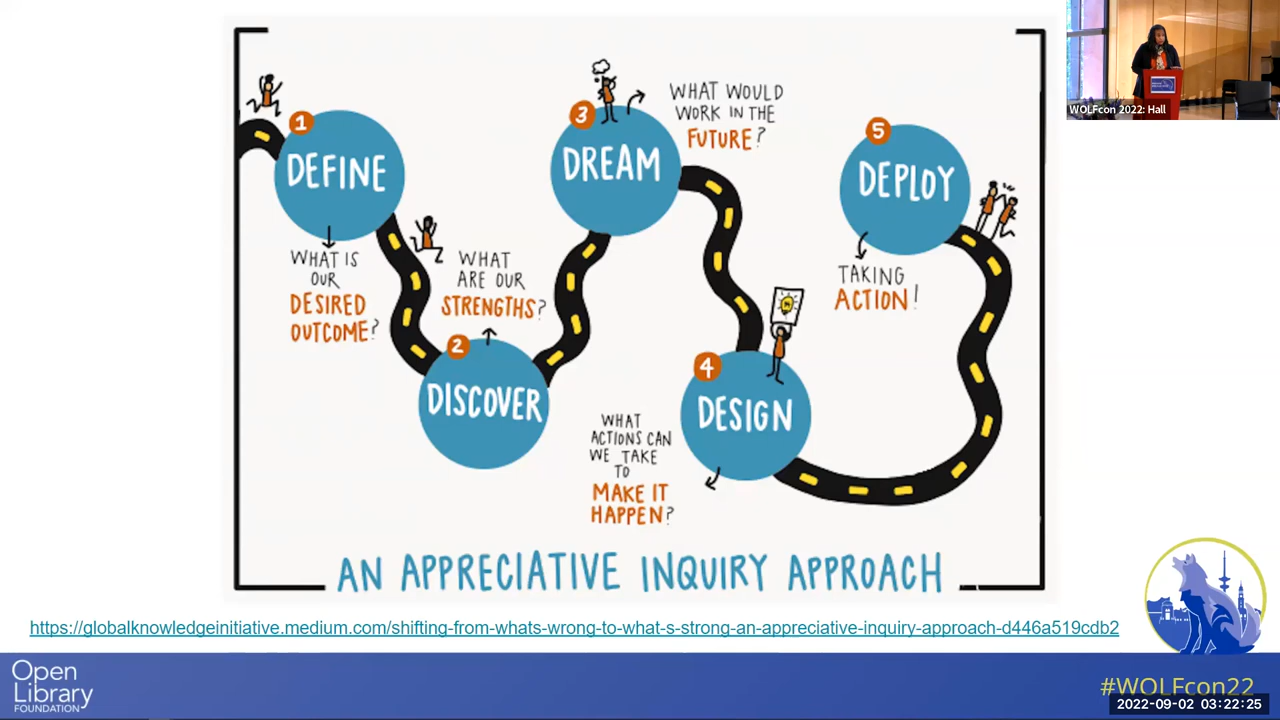 1
DEFINE
WHAT IS
OUR
DESIRED
OUTCOME?
2
DISCOVER
WHAT
ARE OUR
STRENGTHS?
3
DREAM
WHAT WOULD
WORK IN THE
FUTURE?
4
DESIGN
WHAT
ACTIONS CAN
WE TAKE
TO
MAKE IT
HAPPEN?
5
DEPLOY
TAKING
ACTION!
AN APPRECIATIVE INQUIRY APPROACH
https://globalknowledgeinitiative.medium.com/shifting-from-whats-wrong-to-what-s-strong-an-appreciative-inquiry-approach-d446a519cdb2
Open
Library
FOUNDATION
#WOLFcon22
2022-09-02 03:22:25
WOLFcon 2022: Hall